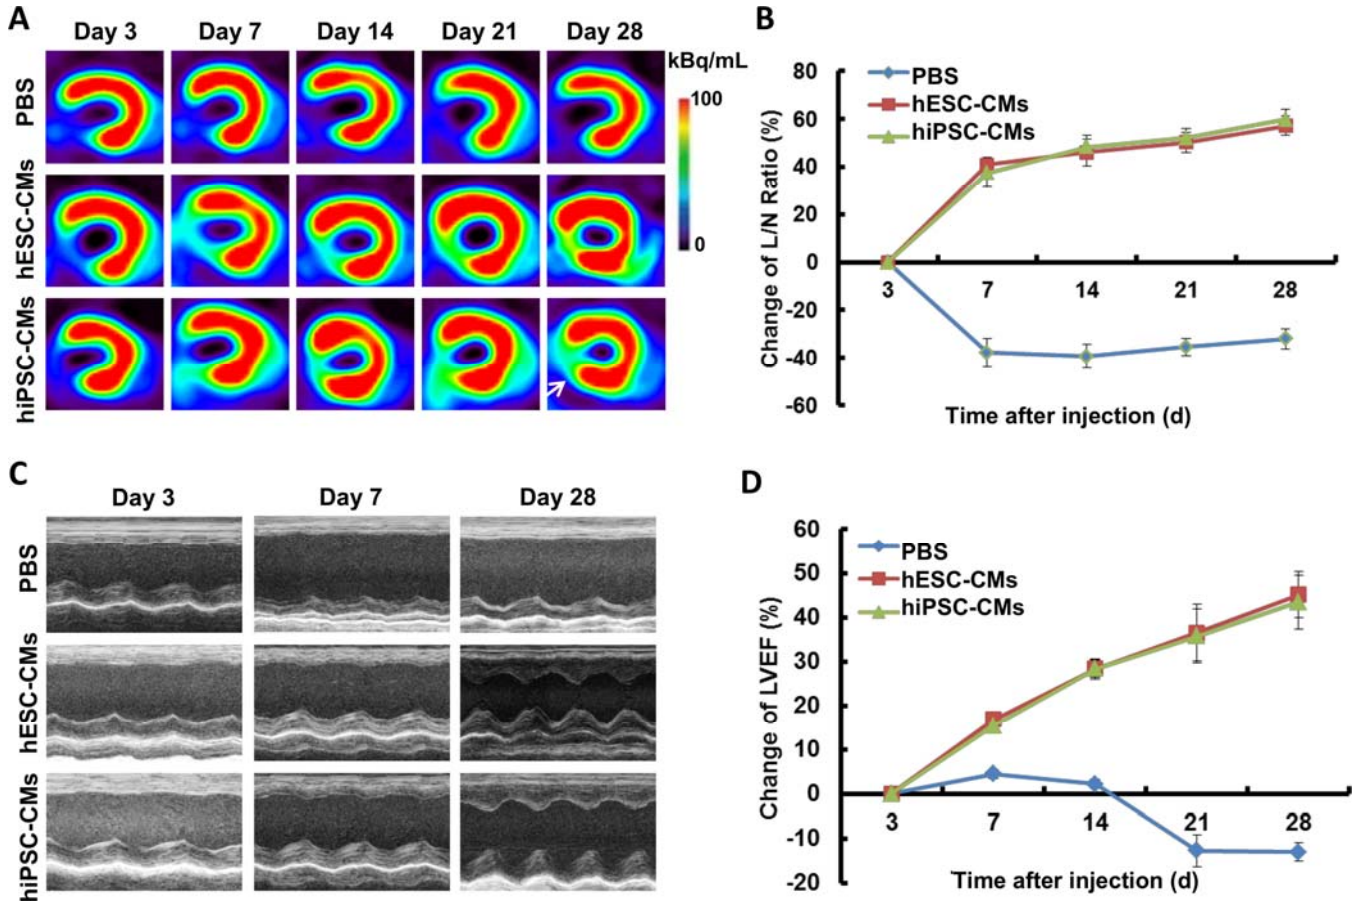 A
Day 3 Day 7 Day 14 Day 21 Day 28
kBq/mL
100
0
PBS
hESC-CMs
hiPSC-CMs
B
PBS
hESC-CMs
hiPSC-CMs
80
60
40
20
0
-20
-40
-60
3 7 14 21 28
Change of L/N Ratio (%)
Time after injection (d)
C
Day 3 Day 7 Day 28
PBS
hESC-CMs
hiPSC-CMs
D
PBS
hESC-CMs
hiPSC-CMs
60
50
40
30
20
10
0
-10
-20
3 7 14 21 28
Change of LVEF (%)
Time after injection (d)